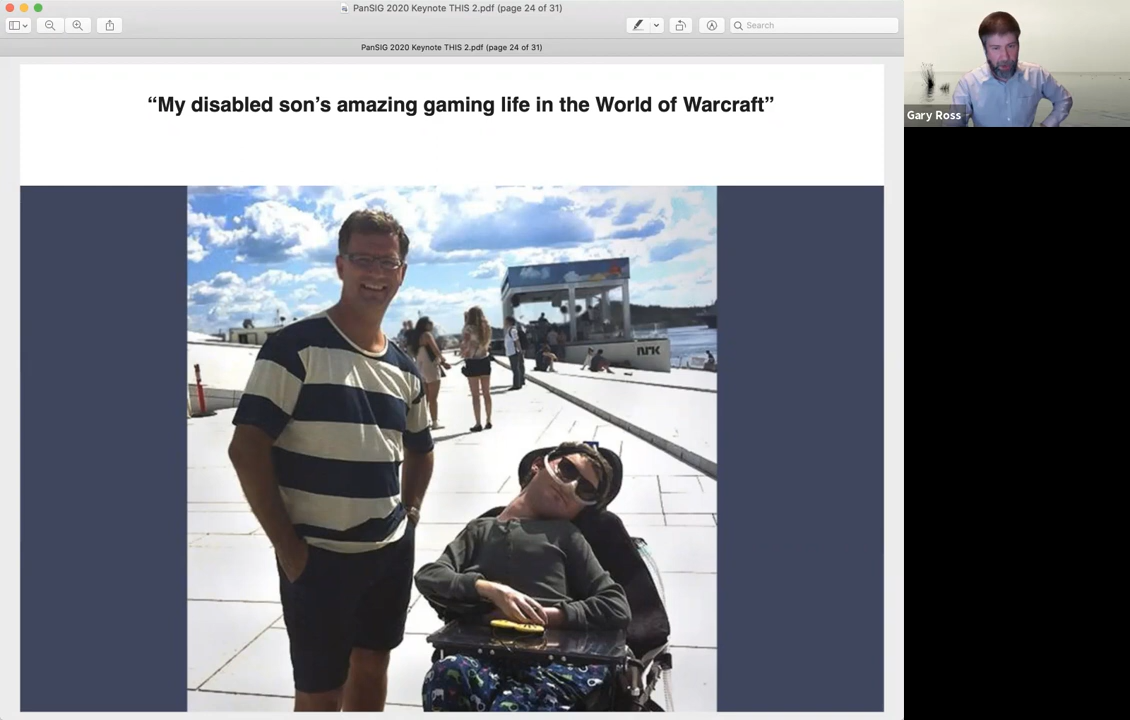 PanSIG 2020 Keynote THIS 2.pdf (page 24 of 31)
Search
PanSIG 2020 Keynote THIS 2.pdf (page 24 of 31)
“My disabled son’s amazing gaming life in the World of Warcraft”
NRK
Gary Ross